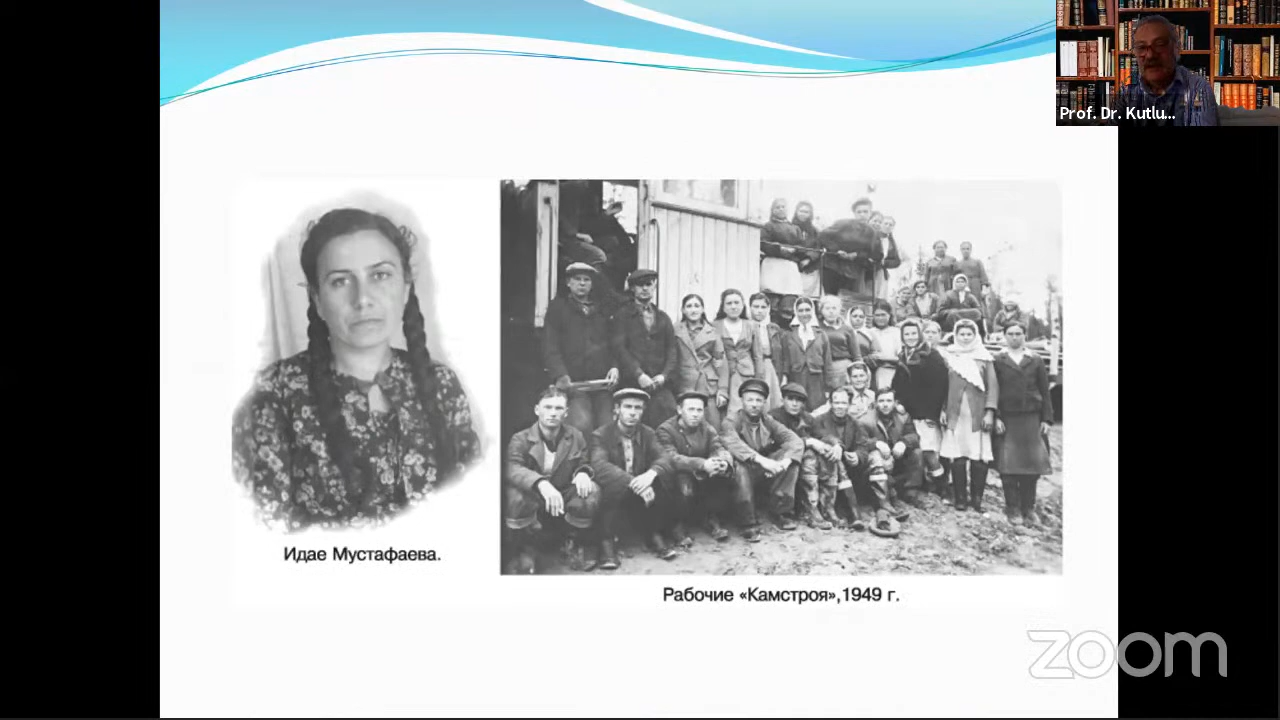 Prof. Dr. Kutlu...
Идае Мустафаева.
Рабочие «Камстроя»,1949 г.
zoom